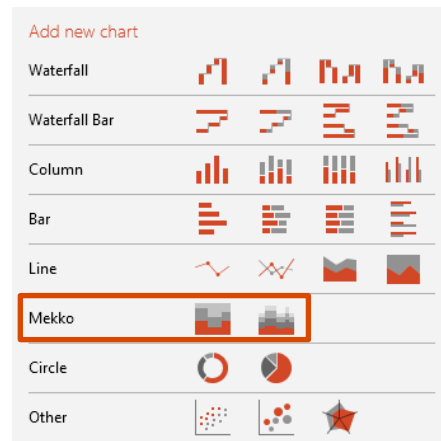 Add new chart
Waterfall
Waterfall Bar
Column
Bar
Line
Mekko
Circle
Other